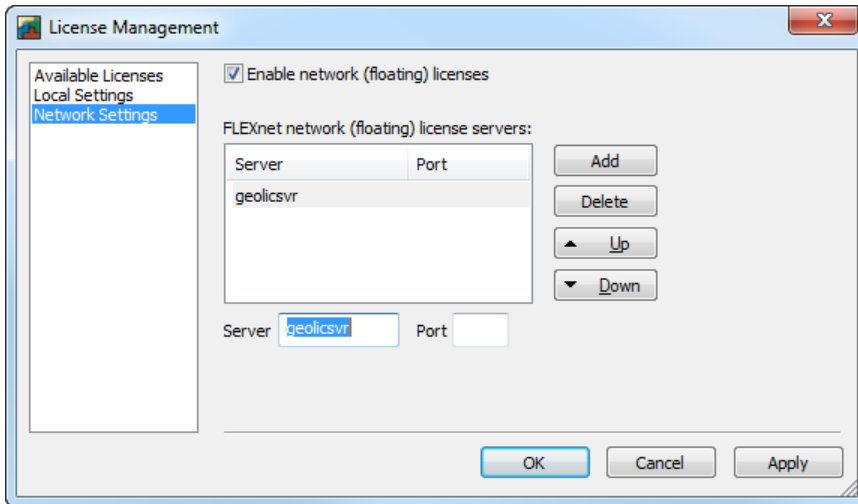 License Management
Available Licenses
Local Settings
Network Settings
Enable network (floating) licenses
FLEXnet network (floating) license servers:
Server Port
geolicsvr
Add
Delete
Up
Down
Server geolicsvr Port
OK Cancel Apply